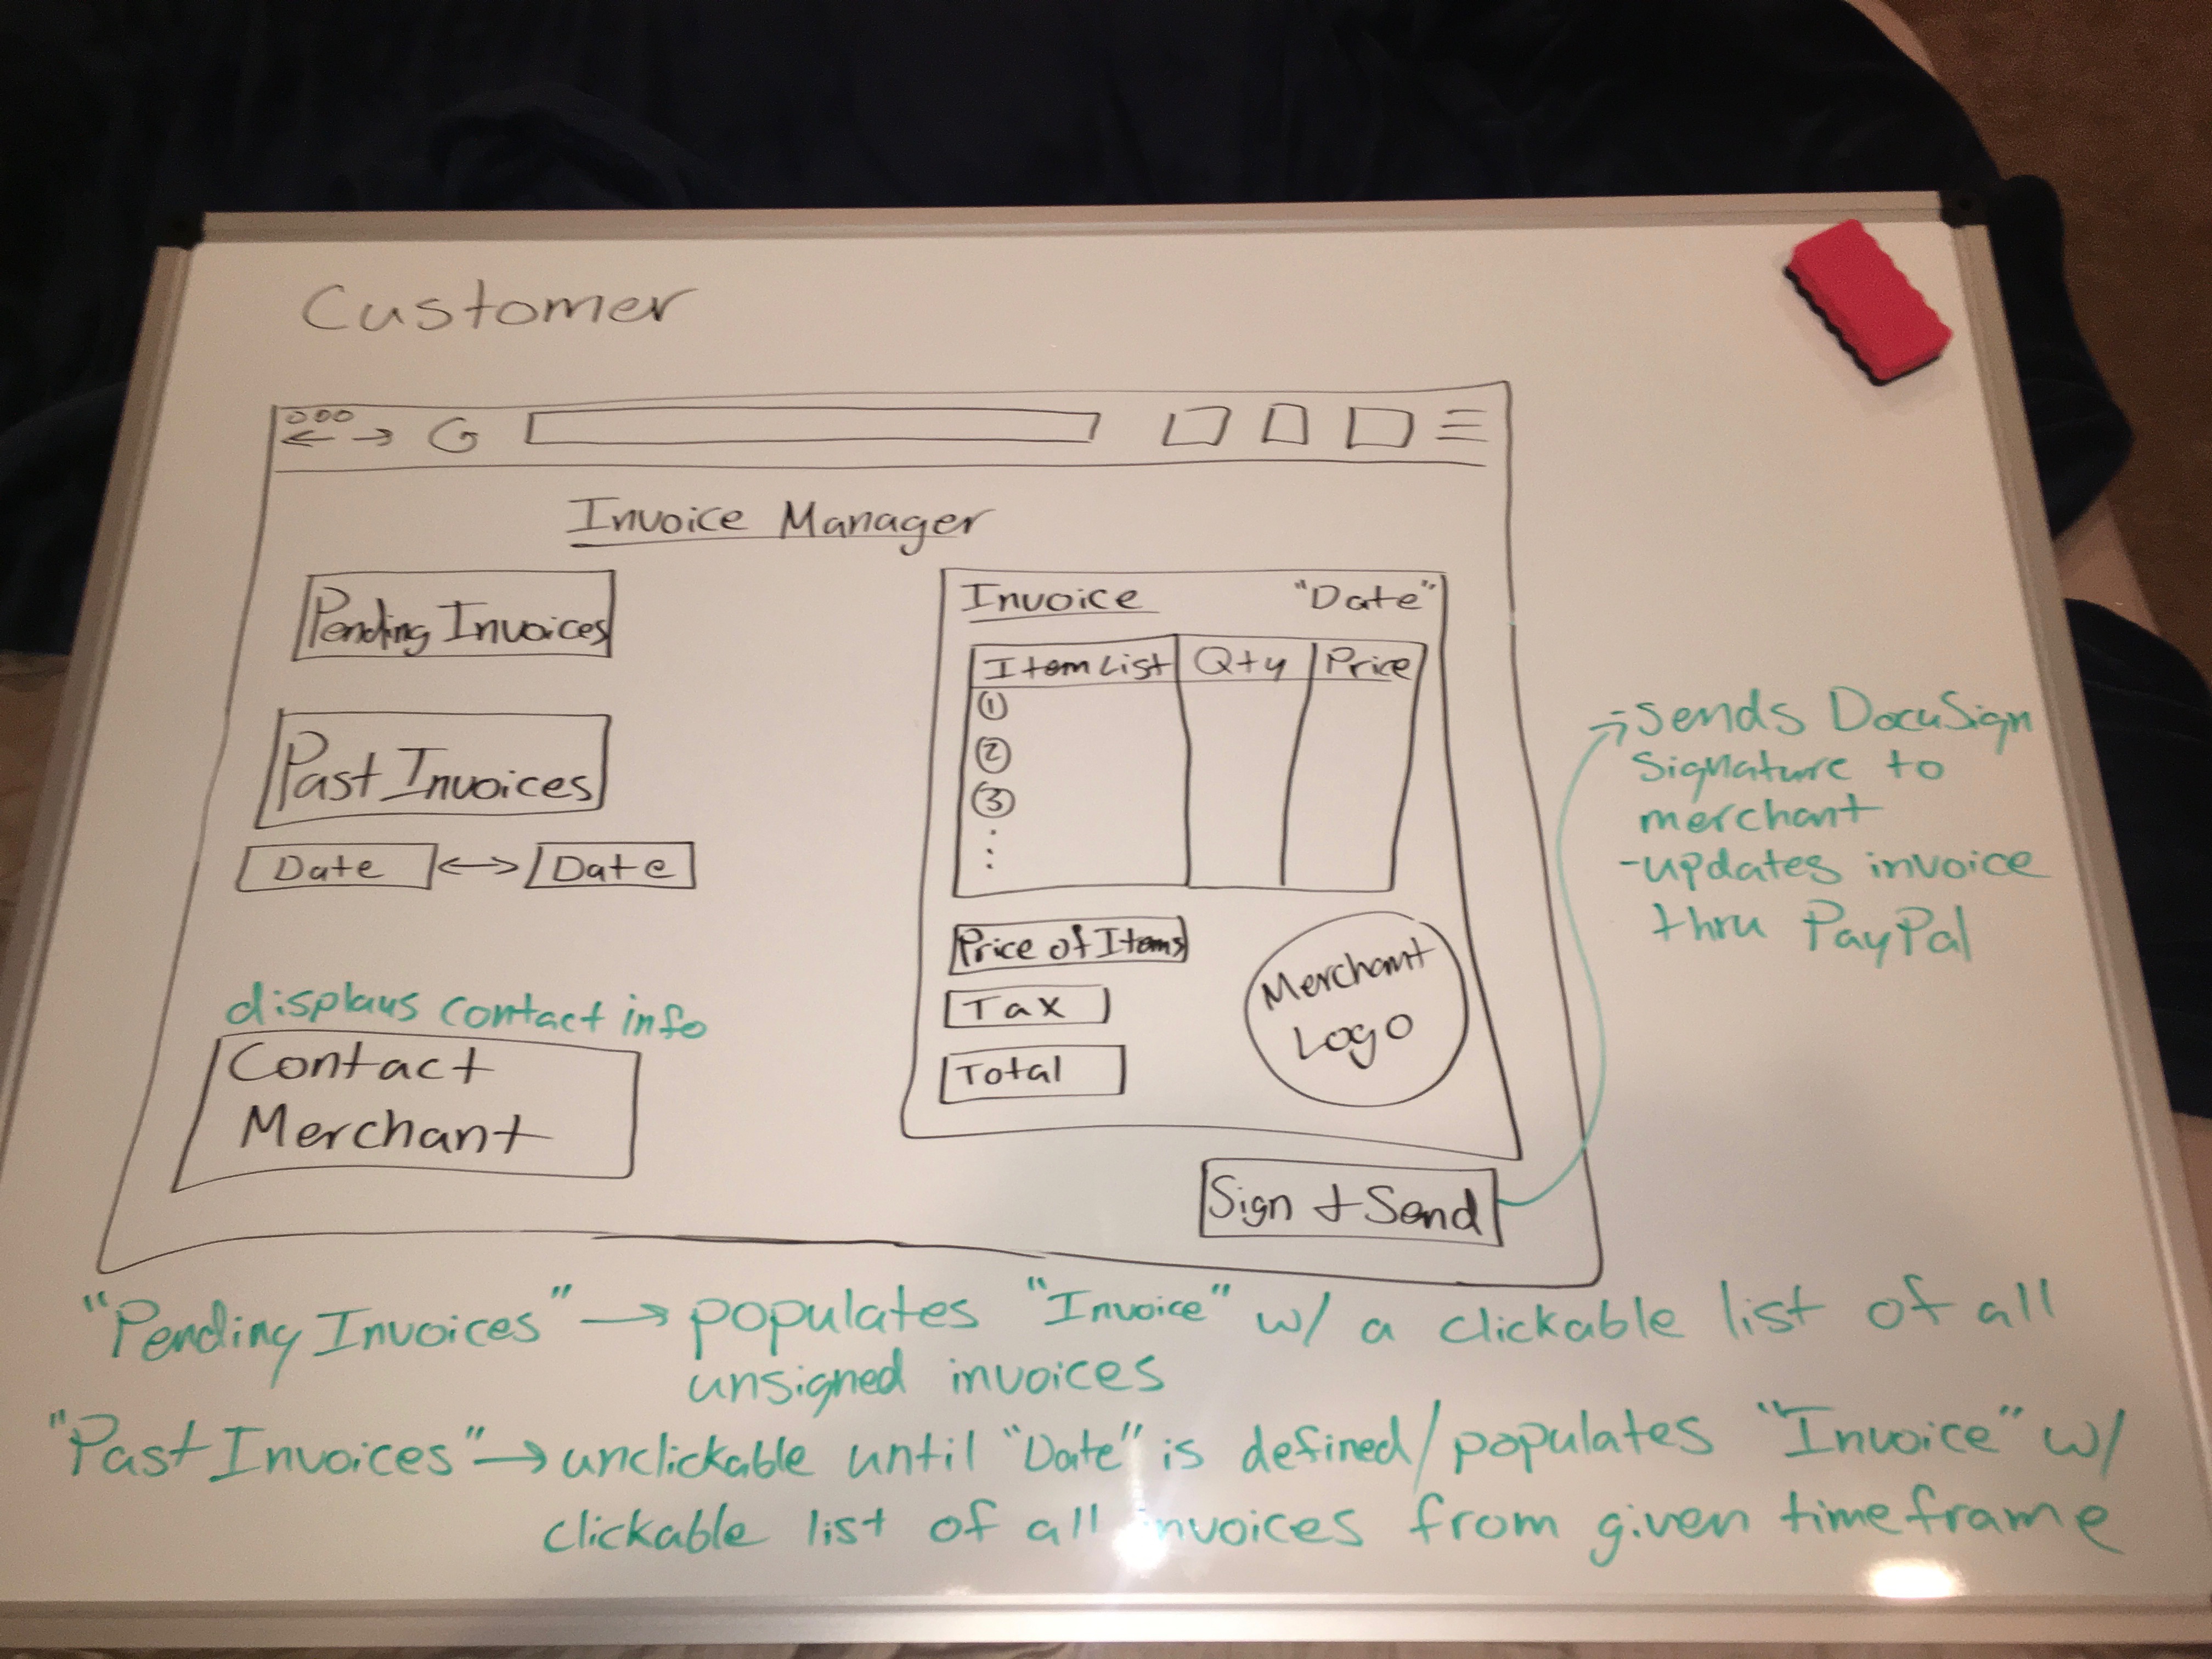 Customer
Invoice Manager
Pending Invoices
Past Invoices
Date ↔ Date
displays contact info
Contact
Merchant
Invoice "Date"
Item List Qty Price
①
②
③
Price of Items
Tax
Total
Merchant
Logo
Sign + Send
-sends DocuSign
signature to
merchant
-updates invoice
thru PayPal
"Pending Invoices" → populates "Invoice" w/ a clickable list of all
unsigned invoices
"Past Invoices" → unclickable until "Date" is defined/populates "Invoice" w/
clickable list of all invoices from given timeframe